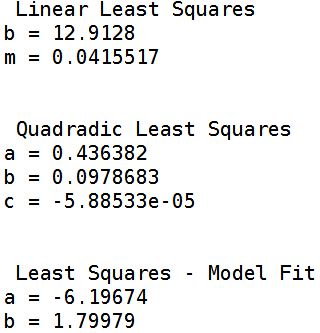 Linear Least Squares
b = 12.9128
m = 0.0415517
Quadradic Least Squares
a = 0.436382
b = 0.0978683
c = -5.88533e-05
Least Squares - Model Fit
a = -6.19674
b = 1.79979